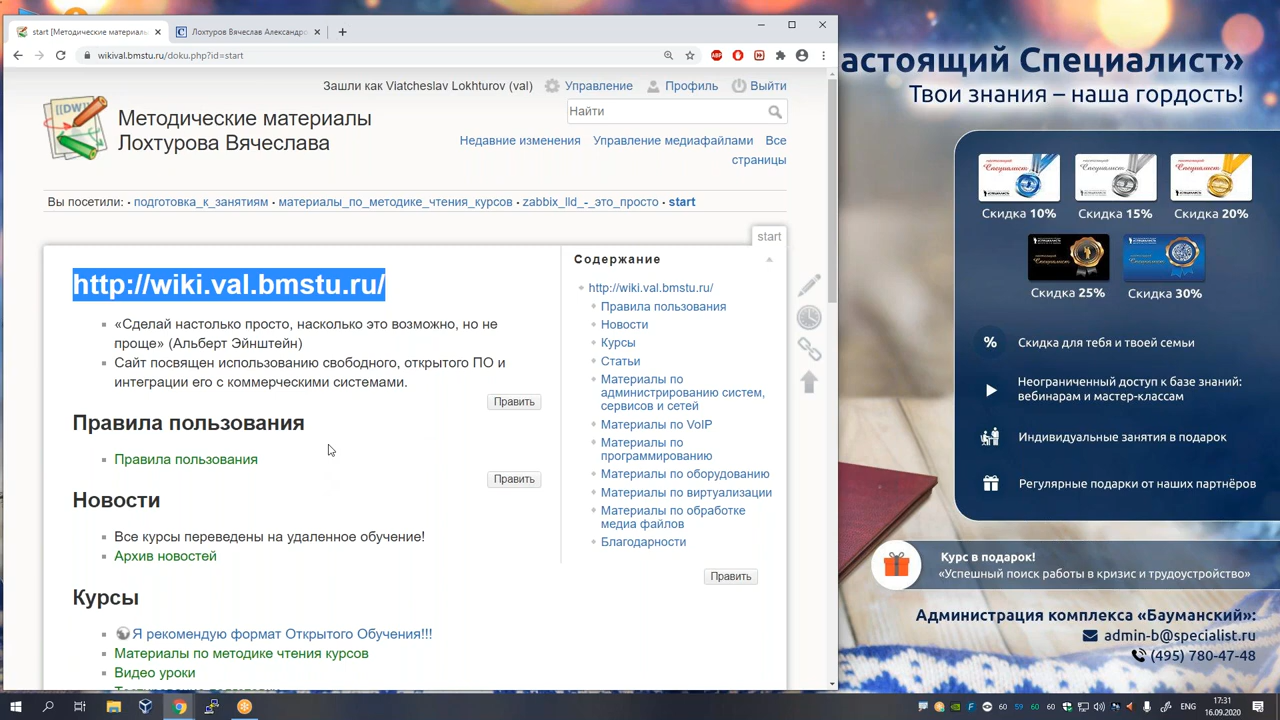 start [Методические материалы
Лохтуров Вячеслав Александро
wikival.bmstu.ru/doku.php?id=start
ABP
Зашли как Viatcheslav Lokhturov (val)
Управление
Профиль
Выйти
[[DW]]
Методические материалы
Лохтурова Вячеслава
Найти
Недавние изменения
Управление медиафайлами
Все
страницы
Вы посетили: • подготовка_к_занятиям • материалы_по_методике_чтения_курсов • zabbix_lld_-_это_просто • start
start
http://wiki.val.bmstu.ru/
«Сделай настолько просто, насколько это возможно, но не
проще» (Альберт Эйнштейн)
Сайт посвящен использованию свободного, открытого ПО и
интеграции его с коммерческими системами.
Править
Правила пользования
Правила пользования
Править
Новости
Все курсы переведены на удаленное обучение!
Архив новостей
Править
Курсы
Я рекомендую формат Открытого Обучения!!!
Материалы по методике чтения курсов
Видео уроки
Содержание
http://wiki.val.bmstu.ru/
Правила пользования
Новости
Курсы
Статьи
Материалы по
администрированию систем,
сервисов и сетей
Материалы по VoIP
Материалы по
программированию
Материалы по оборудованию
Материалы по виртуализации
Материалы по обработке
медиа файлов
Благодарности
астоящий Специалист»
Твои знания – наша гордость!
Скидка 10%
Скидка 15%
Скидка 20%
Скидка 25%
Скидка 30%
%
Скидка для тебя и твоей семьи
Неограниченный доступ к базе знаний:
вебинарам и мастер-классам
Индивидуальные занятия в подарок
Регулярные подарки от наших партнёров
Курс в подарок!
«Успешный поиск работы в кризис и трудоустройство»
Администрация комплекса «Бауманский»:
admin-b@specialist.ru
(495) 780-47-48
60 59 60 60
ENG
17:31
16.09.2020